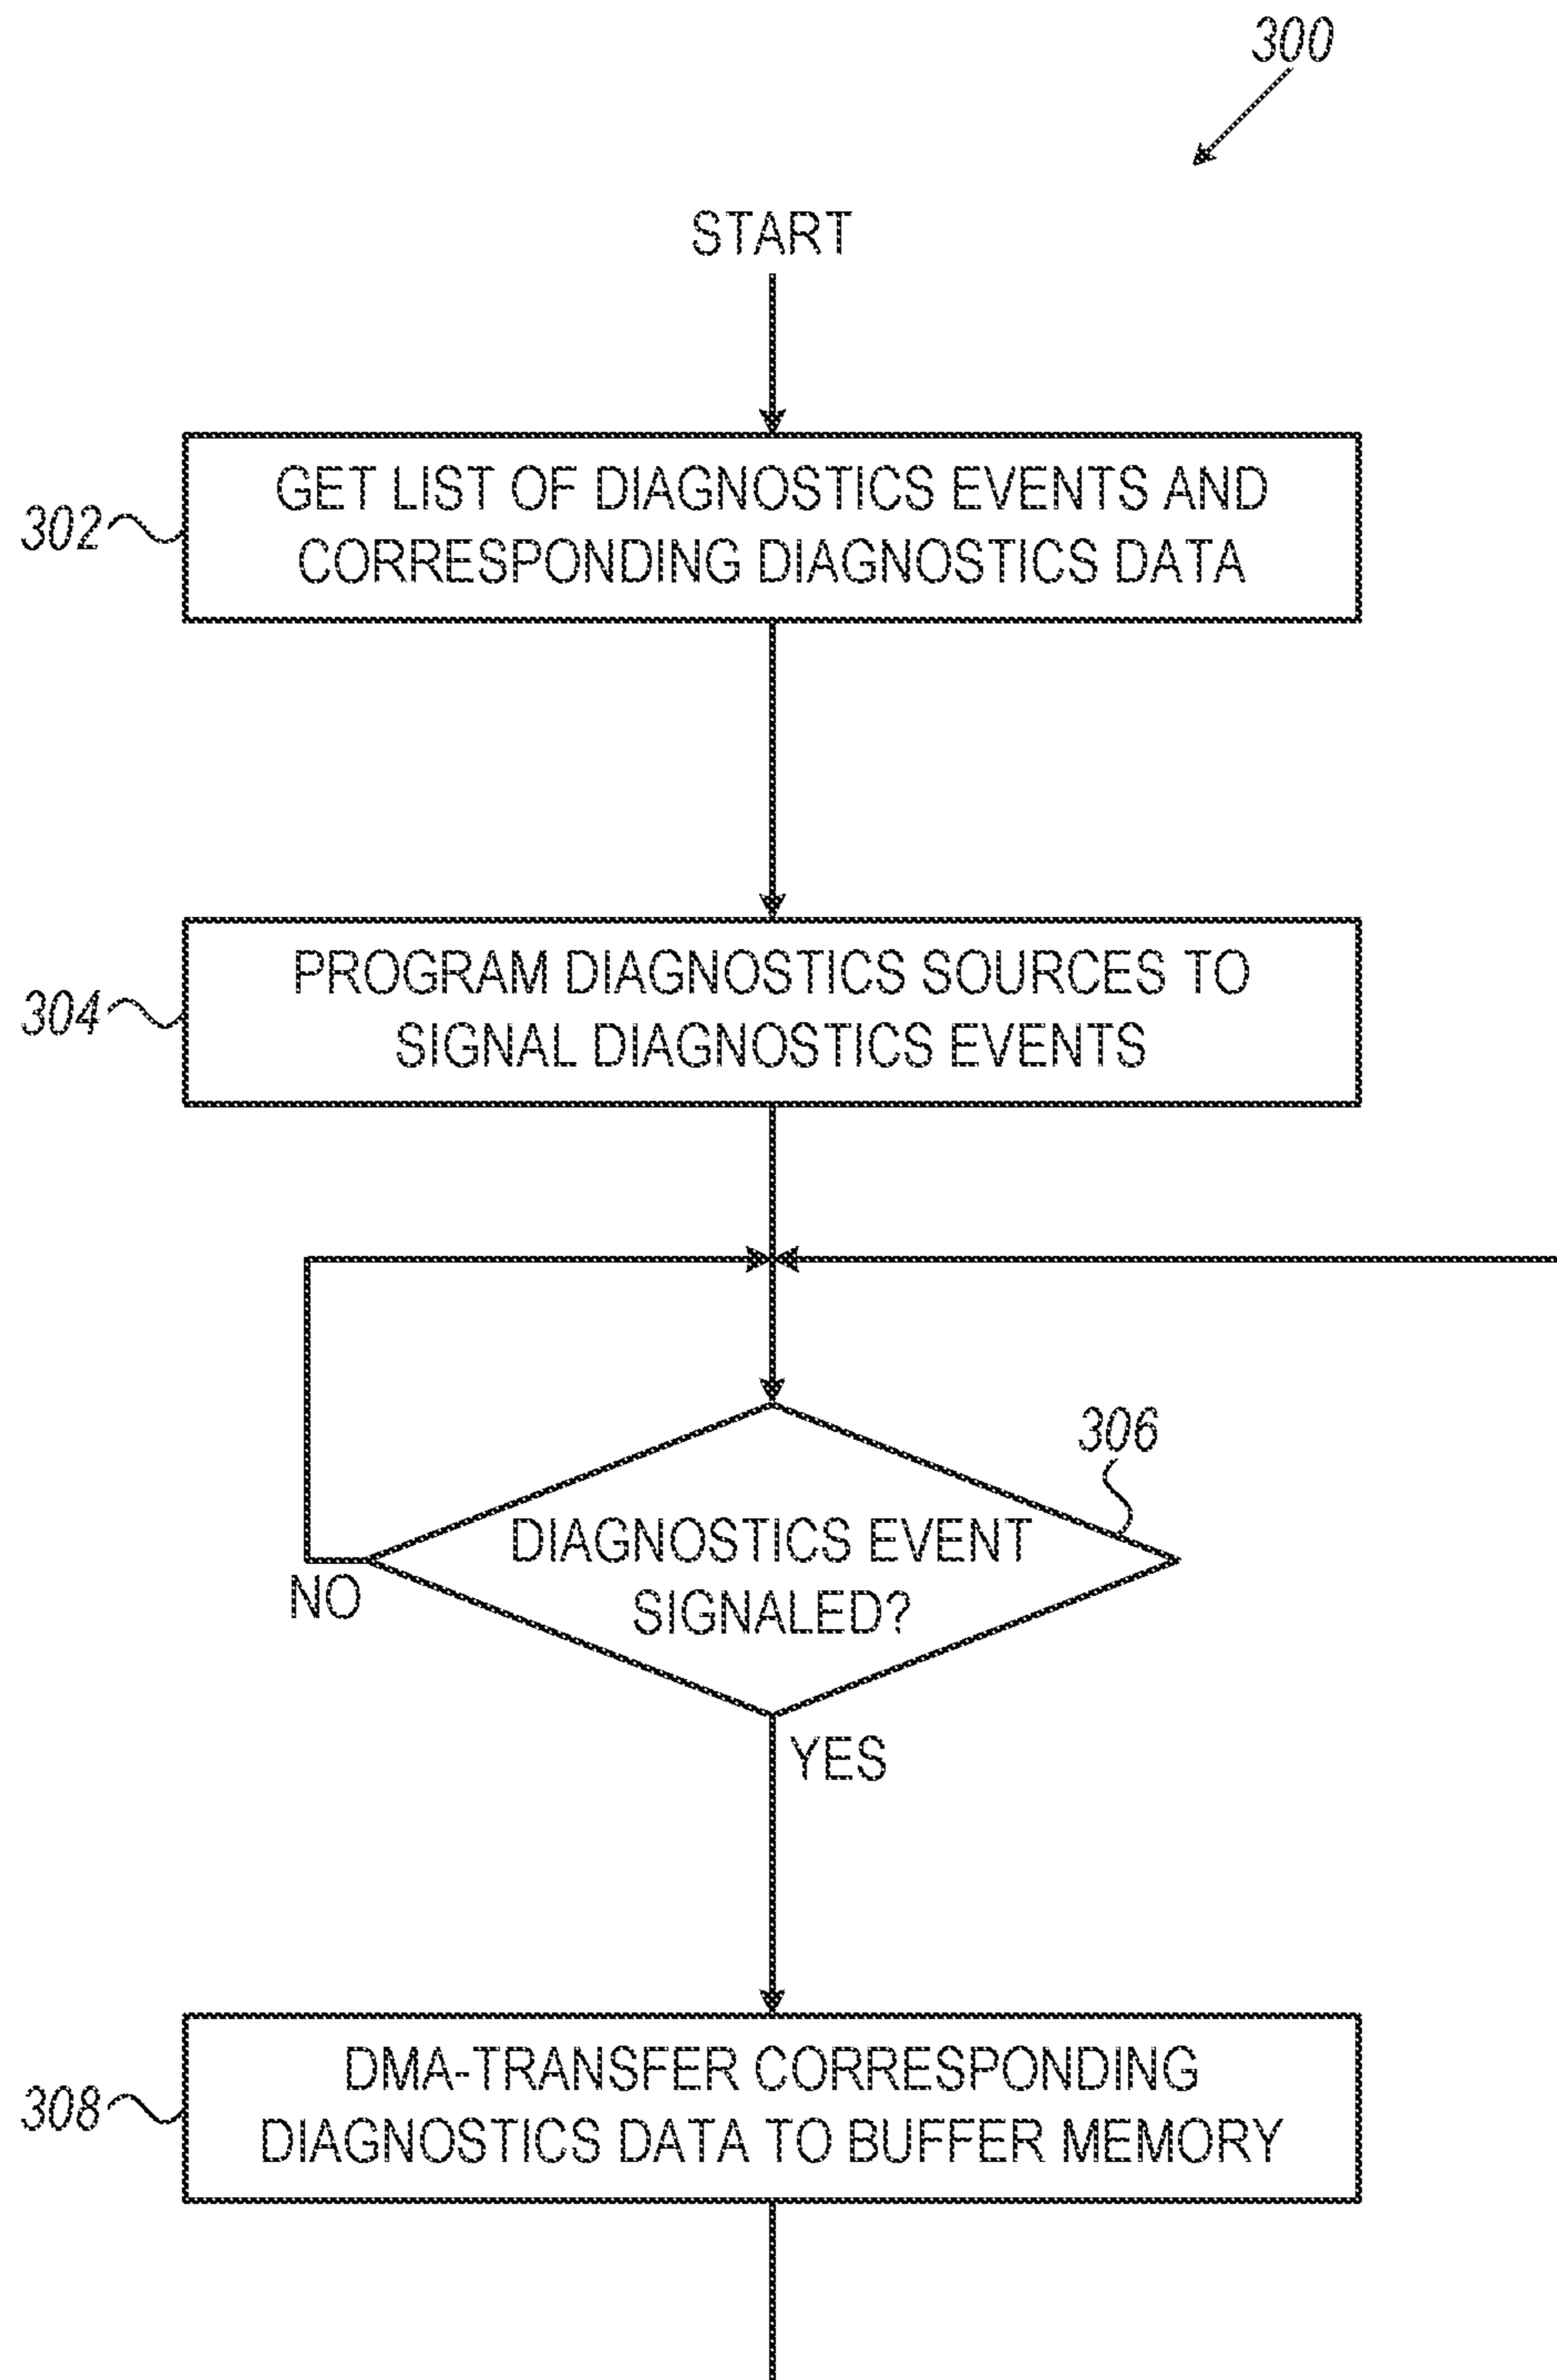 300
START
GET LIST OF DIAGNOSTICS EVENTS AND
CORRESPONDING DIAGNOSTICS DATA
302
PROGRAM DIAGNOSTICS SOURCES TO
SIGNAL DIAGNOSTICS EVENTS
304
306
DIAGNOSTICS EVENT
SIGNALED?
NO
YES
DMA-TRANSFER CORRESPONDING
DIAGNOSTICS DATA TO BUFFER MEMORY
308